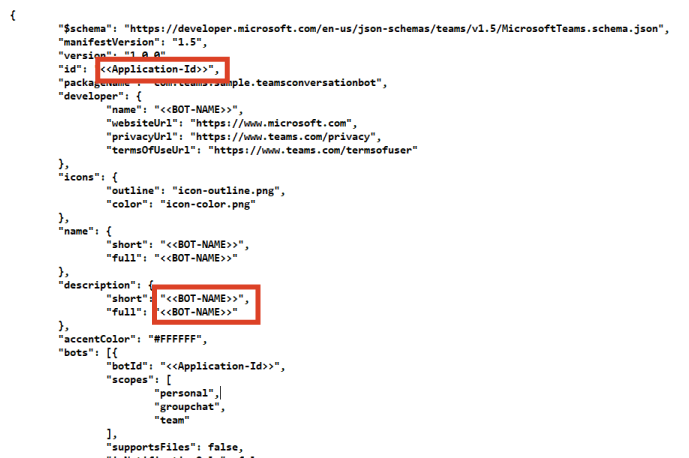 {
"$schema": "https://developer.microsoft.com/en-us/json-schemas/teams/v1.5/MicrosoftTeams.schema.json",
"manifestVersion": "1.5",
"version": "1.0.0"
"id": "<<Application-Id>>",
"packageName": "com.teams.sample.teamsconversationbot",
"developer": {
"name": "<<BOT-NAME>>",
"websiteUrl": "https://www.microsoft.com",
"privacyUrl": "https://www.teams.com/privacy",
"termsOfUseUrl": "https://www.teams.com/termsofuser"
},
"icons": {
"outline": "icon-outline.png",
"color": "icon-color.png"
},
"name": {
"short": "<<BOT-NAME>>",
"full": "<<BOT-NAME>>"
},
"description": {
"short": "<<BOT-NAME>>",
"full": "<<BOT-NAME>>"
},
"accentColor": "#FFFFFF",
"bots": [{
"botId": "<<Application-Id>>",
"scopes": [
"personal",
"groupchat",
"team"
],
"supportsFiles": false,